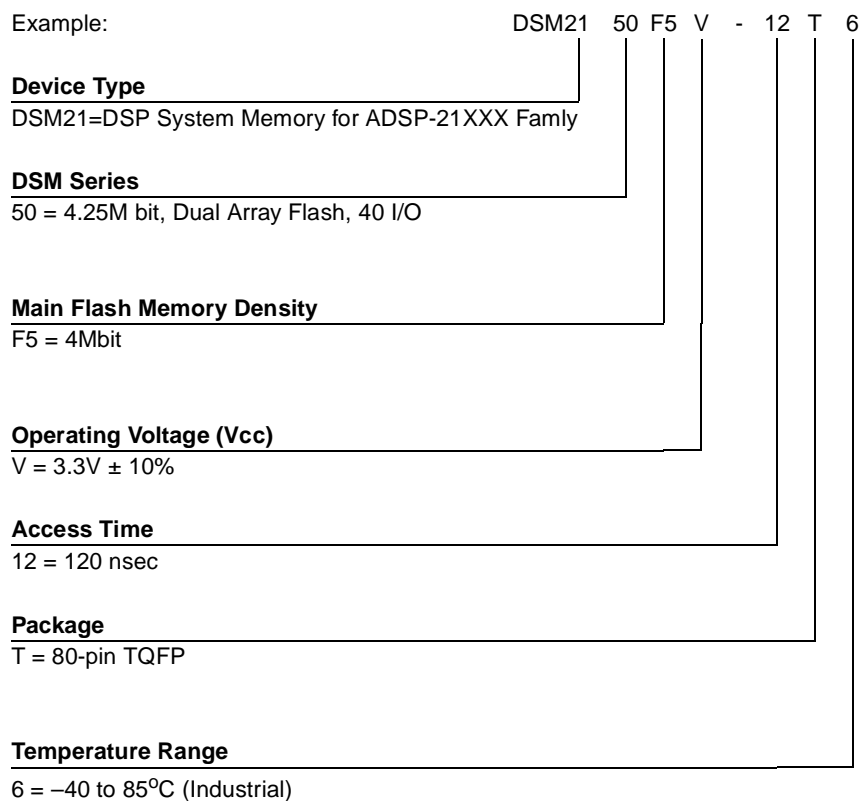 Example: DSM21 50 F5 V - 12 T 6
Device Type
DSM21=DSP System Memory for ADSP-21XXX Famly
DSM Series
50 = 4.25M bit, Dual Array Flash, 40 I/O
Main Flash Memory Density
F5 = 4Mbit
Operating Voltage (Vcc)
V = 3.3V ± 10%
Access Time
12 = 120 nsec
Package
T = 80-pin TQFP
Temperature Range
6 = –40 to 85ºC (Industrial)